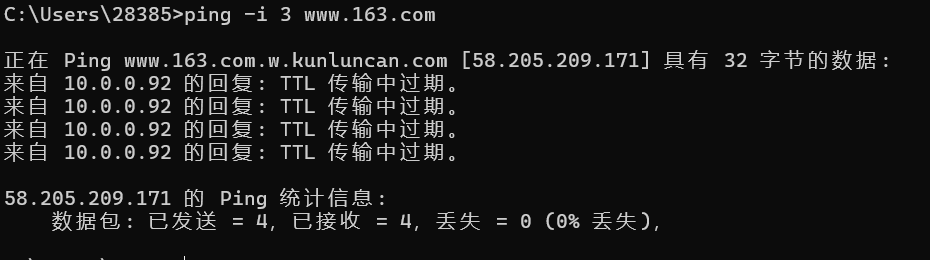 C:\Users\28385>ping -i 3 www.163.com
正在 Ping www.163.com.w.kunluncan.com [58.205.209.171] 具有 32 字节的数据:
来自 10.0.0.92 的回复: TTL 传输中过期。
来自 10.0.0.92 的回复: TTL 传输中过期。
来自 10.0.0.92 的回复: TTL 传输中过期。
来自 10.0.0.92 的回复: TTL 传输中过期。
58.205.209.171 的 Ping 统计信息:
数据包: 已发送 = 4, 已接收 = 4, 丢失 = 0 (0% 丢失),